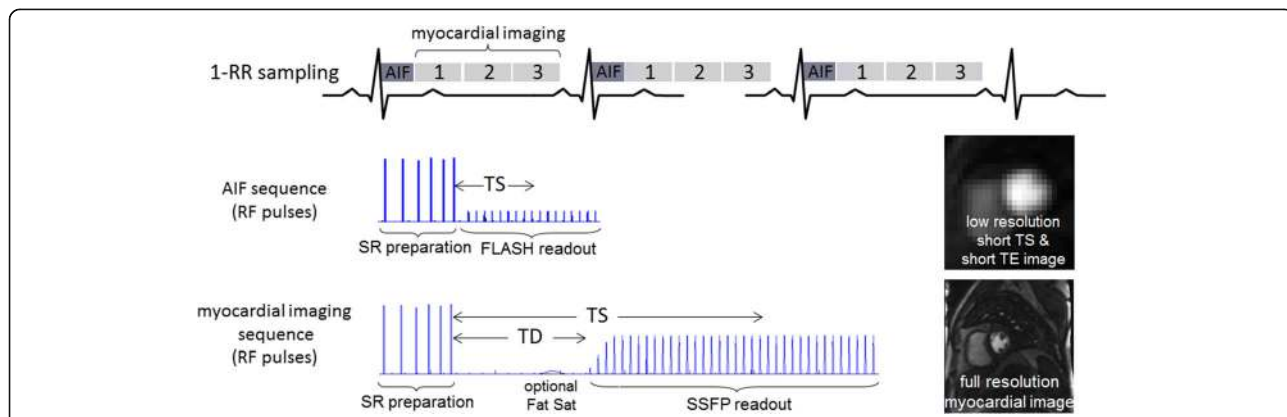 myocardial imaging
1-RR sampling
AIF 1 2 3 AIF 1 2 3 AIF 1 2 3
AIF sequence
(RF pulses)
TS
SR preparation FLASH readout
low resolution
short TS &
short TE image
myocardial imaging
sequence
(RF pulses)
TS
TD
optional
Fat Sat
SR preparation
SSFP readout
full resolution
myocardial image